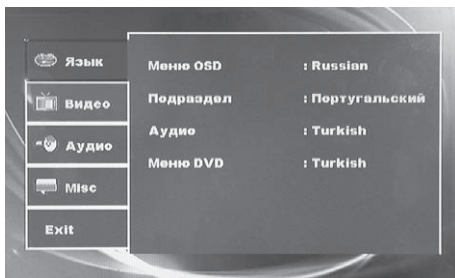 Язык
Видео
Аудио
Misc
Exit
Меню OSD : Russian
Подраздел : Португальский
Аудио : Turkish
Меню DVD : Turkish